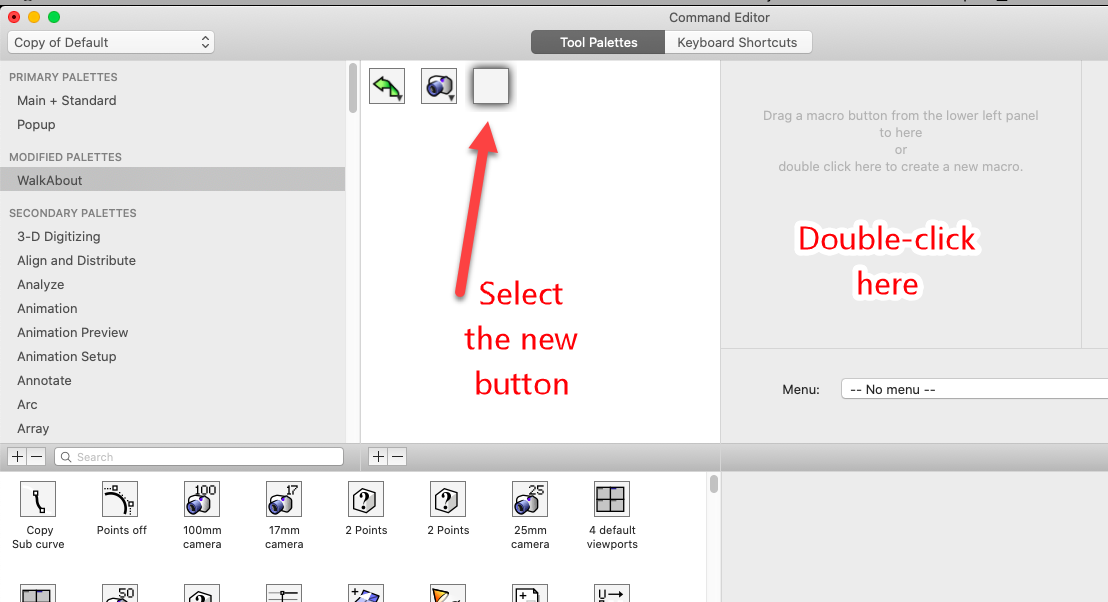 Command Editor
Copy of Default
Tool Palettes
Keyboard Shortcuts
PRIMARY PALETTES
Main + Standard
Popup
MODIFIED PALETTES
WalkAbout
SECONDARY PALETTES
3-D Digitizing
Align and Distribute
Analyze
Animation
Animation Preview
Animation Setup
Annotate
Arc
Array
Select
the new
button
Drag a macro button from the lower left panel
to here
or
double click here to create a new macro.
Double-click
here
Menu:
-- No menu --
Search
100
17
25
Copy
Sub curve
Points off
100mm
camera
17mm
camera
2 Points
2 Points
25mm
camera
4 default
viewports
50
U